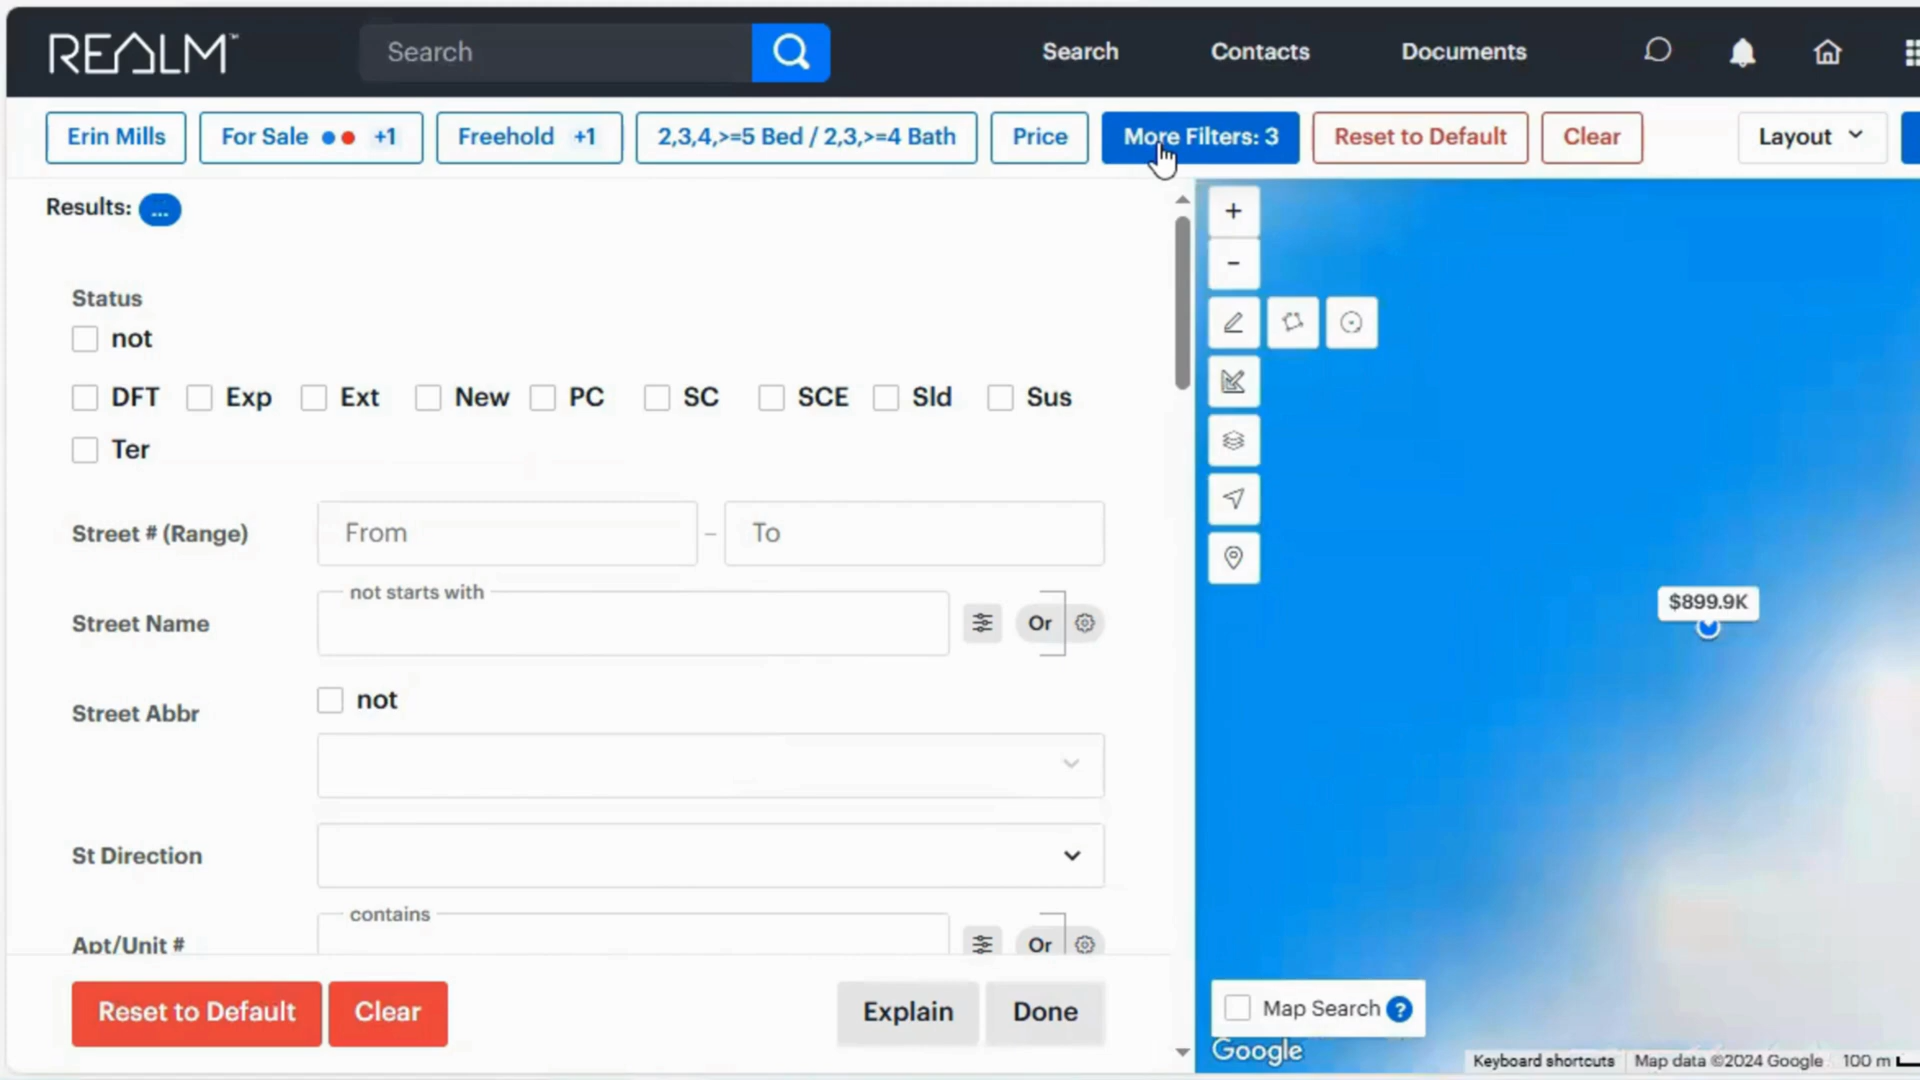 REALM™
Search
Search
Contacts
Documents
Erin Mills
For Sale +1
Freehold +1
2,3,4,>=5 Bed / 2,3,>=4 Bath
Price
More Filters: 3
Reset to Default
Clear
Layout
Results: ...
Status
not
DFT
Exp
Ext
New
PC
SC
SCE
Sld
Sus
Ter
Street # (Range)
From
–
To
Street Name
not starts with
Or
Street Abbr
not
St Direction
Apt/Unit #
contains
Or
Reset to Default
Clear
Explain
Done
+
-
$899.9K
Map Search ?
Google
Keyboard shortcuts
Map data ©2024 Google
100 m